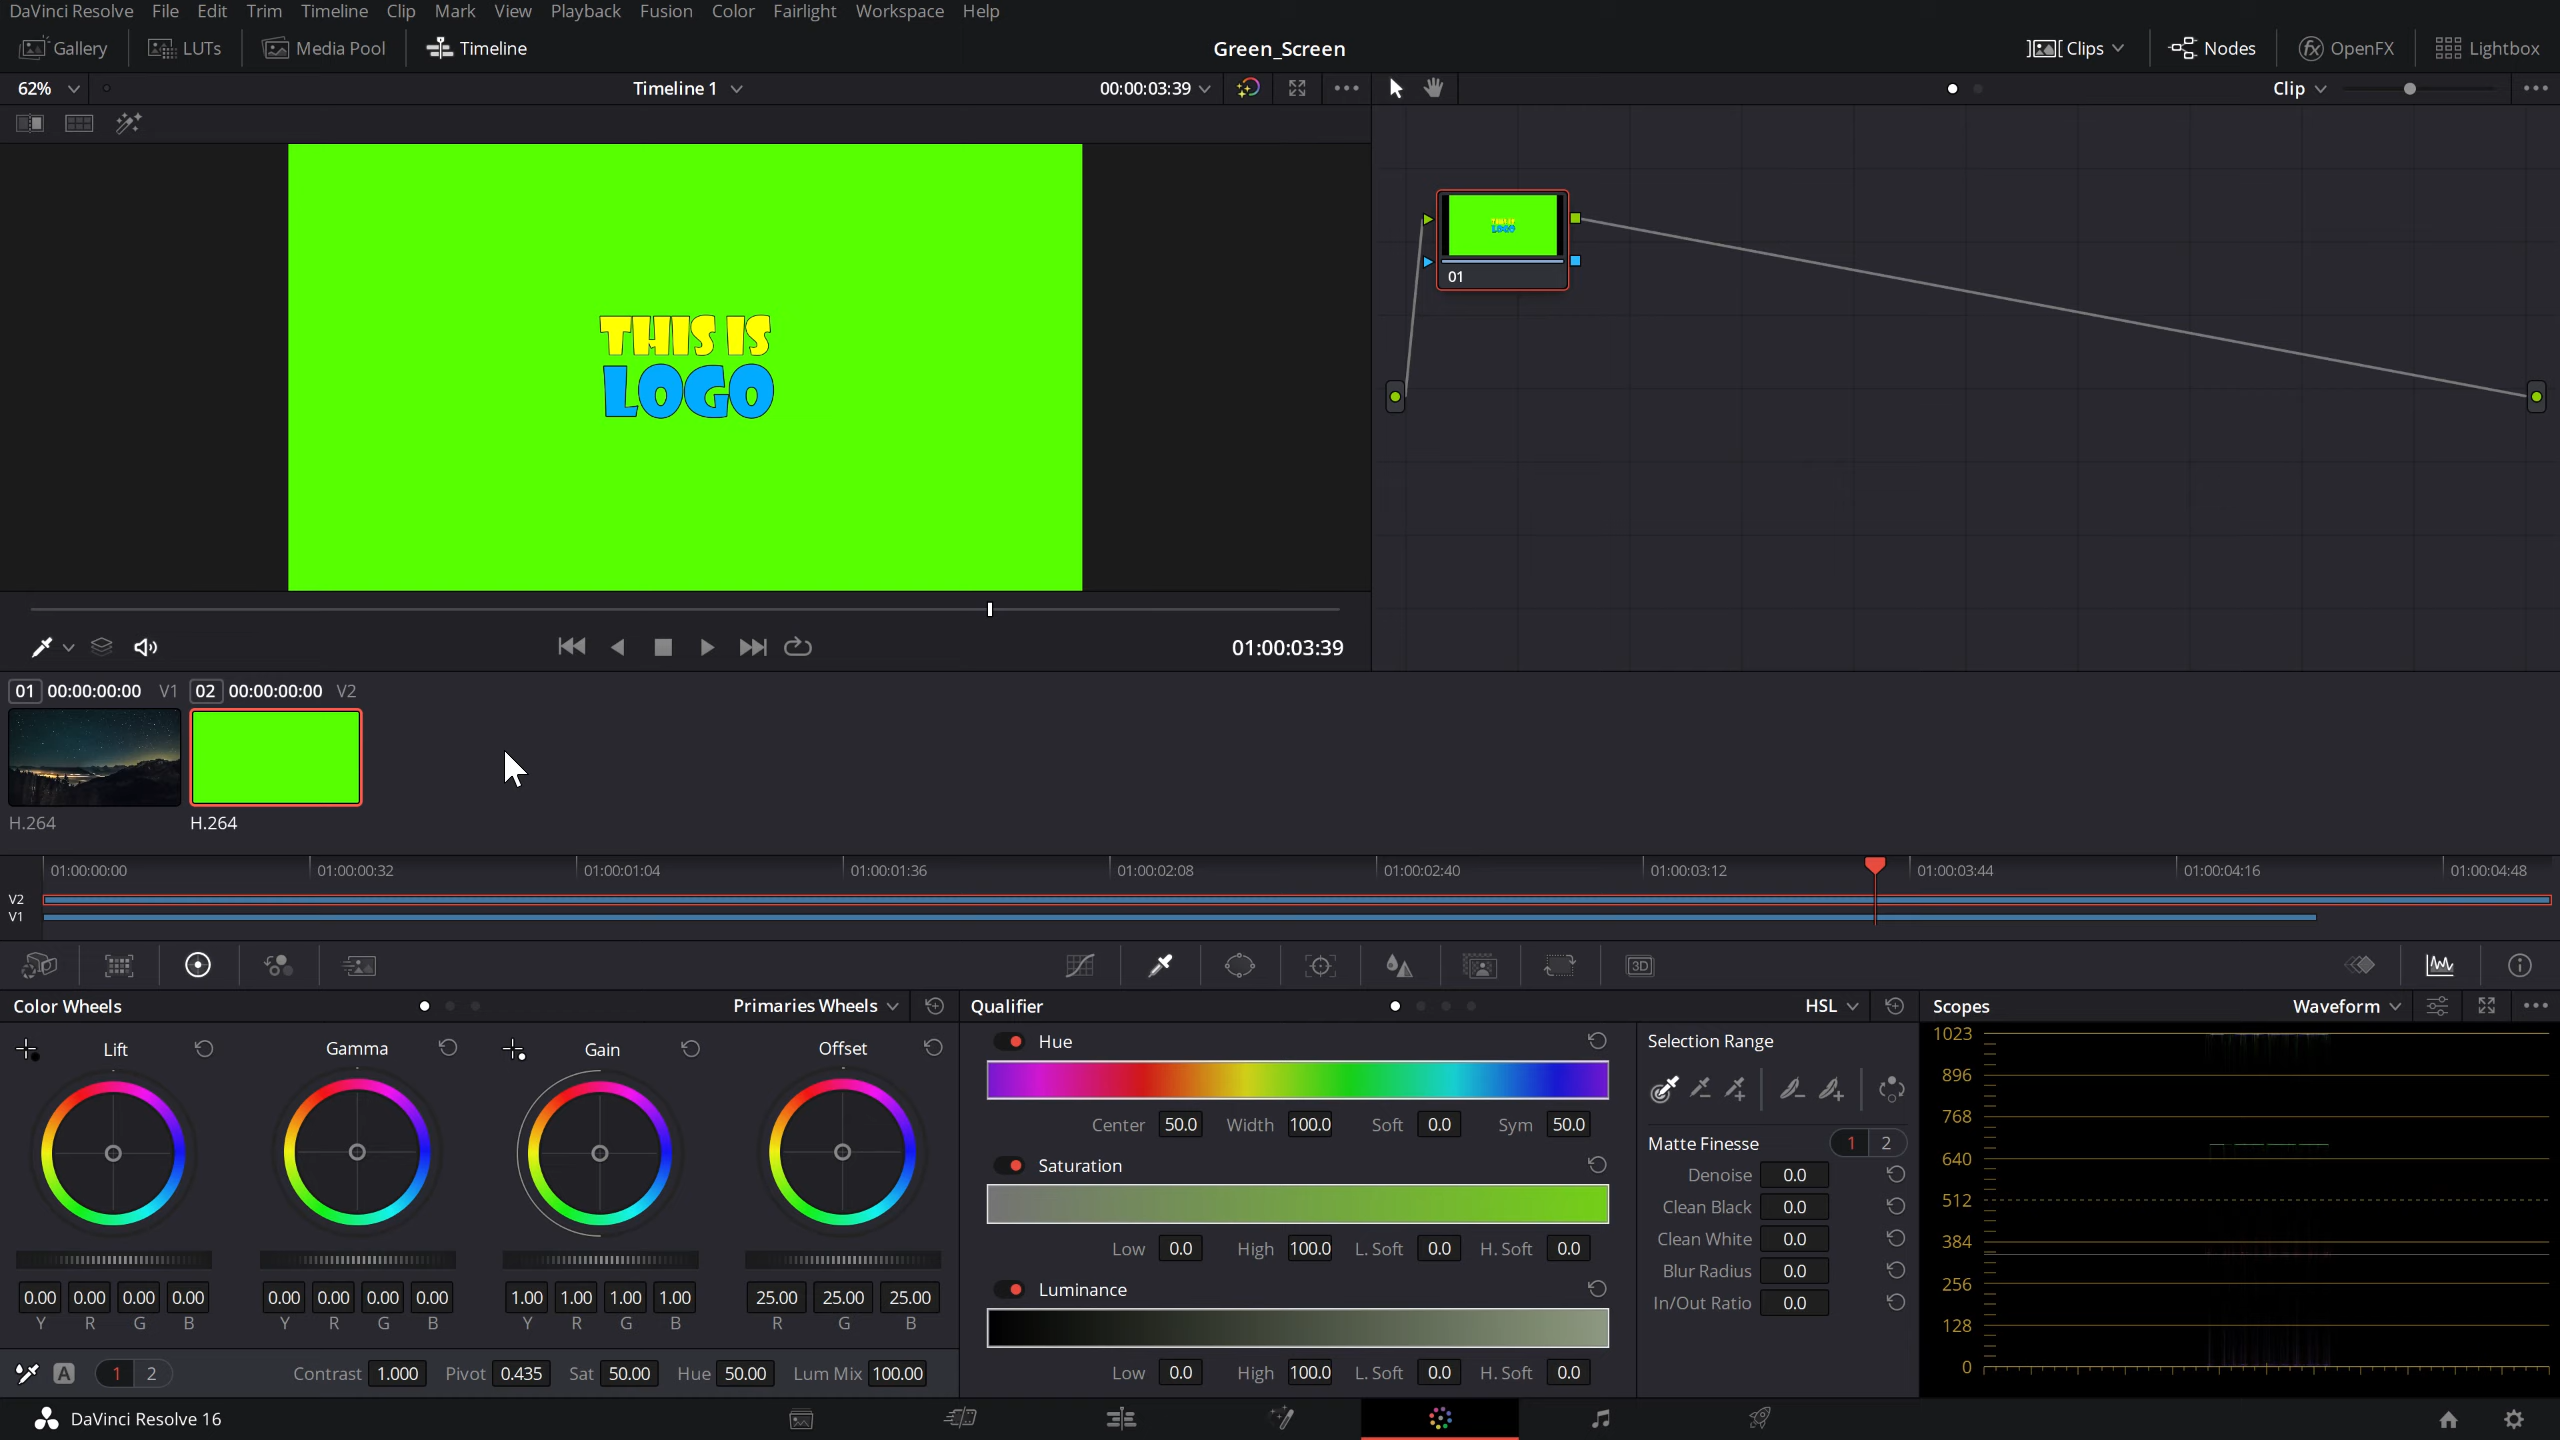 DaVinci Resolve File Edit Trim Timeline Clip Mark View Playback Fusion Color Fairlight Workspace Help
Gallery LUTs Media Pool Timeline Green_Screen Clips Nodes fx OpenFX Lightbox
62% Timeline 1 00:00:03:39 Clip
THIS IS
LOGO
THIS IS
LOGO
01
01:00:03:39
01 00:00:00:00 V1 02 00:00:00:00 V2
H.264 H.264
01:00:00:00 01:00:00:32 01:00:01:04 01:00:01:36 01:00:02:08 01:00:02:40 01:00:03:12 01:00:03:44 01:00:04:16 01:00:04:48
V2
V1
3D
Color Wheels Primaries Wheels Qualifier HSL Scopes Waveform
Lift Gamma Gain Offset
0.00 0.00 0.00 0.00 0.00 0.00 0.00 0.00 1.00 1.00 1.00 1.00 25.00 25.00 25.00
Y R G B Y R G B Y R G B R G B
A 1 2 Contrast 1.000 Pivot 0.435 Sat 50.00 Hue 50.00 Lum Mix 100.00
Hue
Center 50.0 Width 100.0 Soft 0.0 Sym 50.0
Saturation
Low 0.0 High 100.0 L. Soft 0.0 H. Soft 0.0
Luminance
Low 0.0 High 100.0 L. Soft 0.0 H. Soft 0.0
Selection Range
Matte Finesse 1 2
Denoise 0.0
Clean Black 0.0
Clean White 0.0
Blur Radius 0.0
In/Out Ratio 0.0
1023
896
768
640
512
384
256
128
0
DaVinci Resolve 16